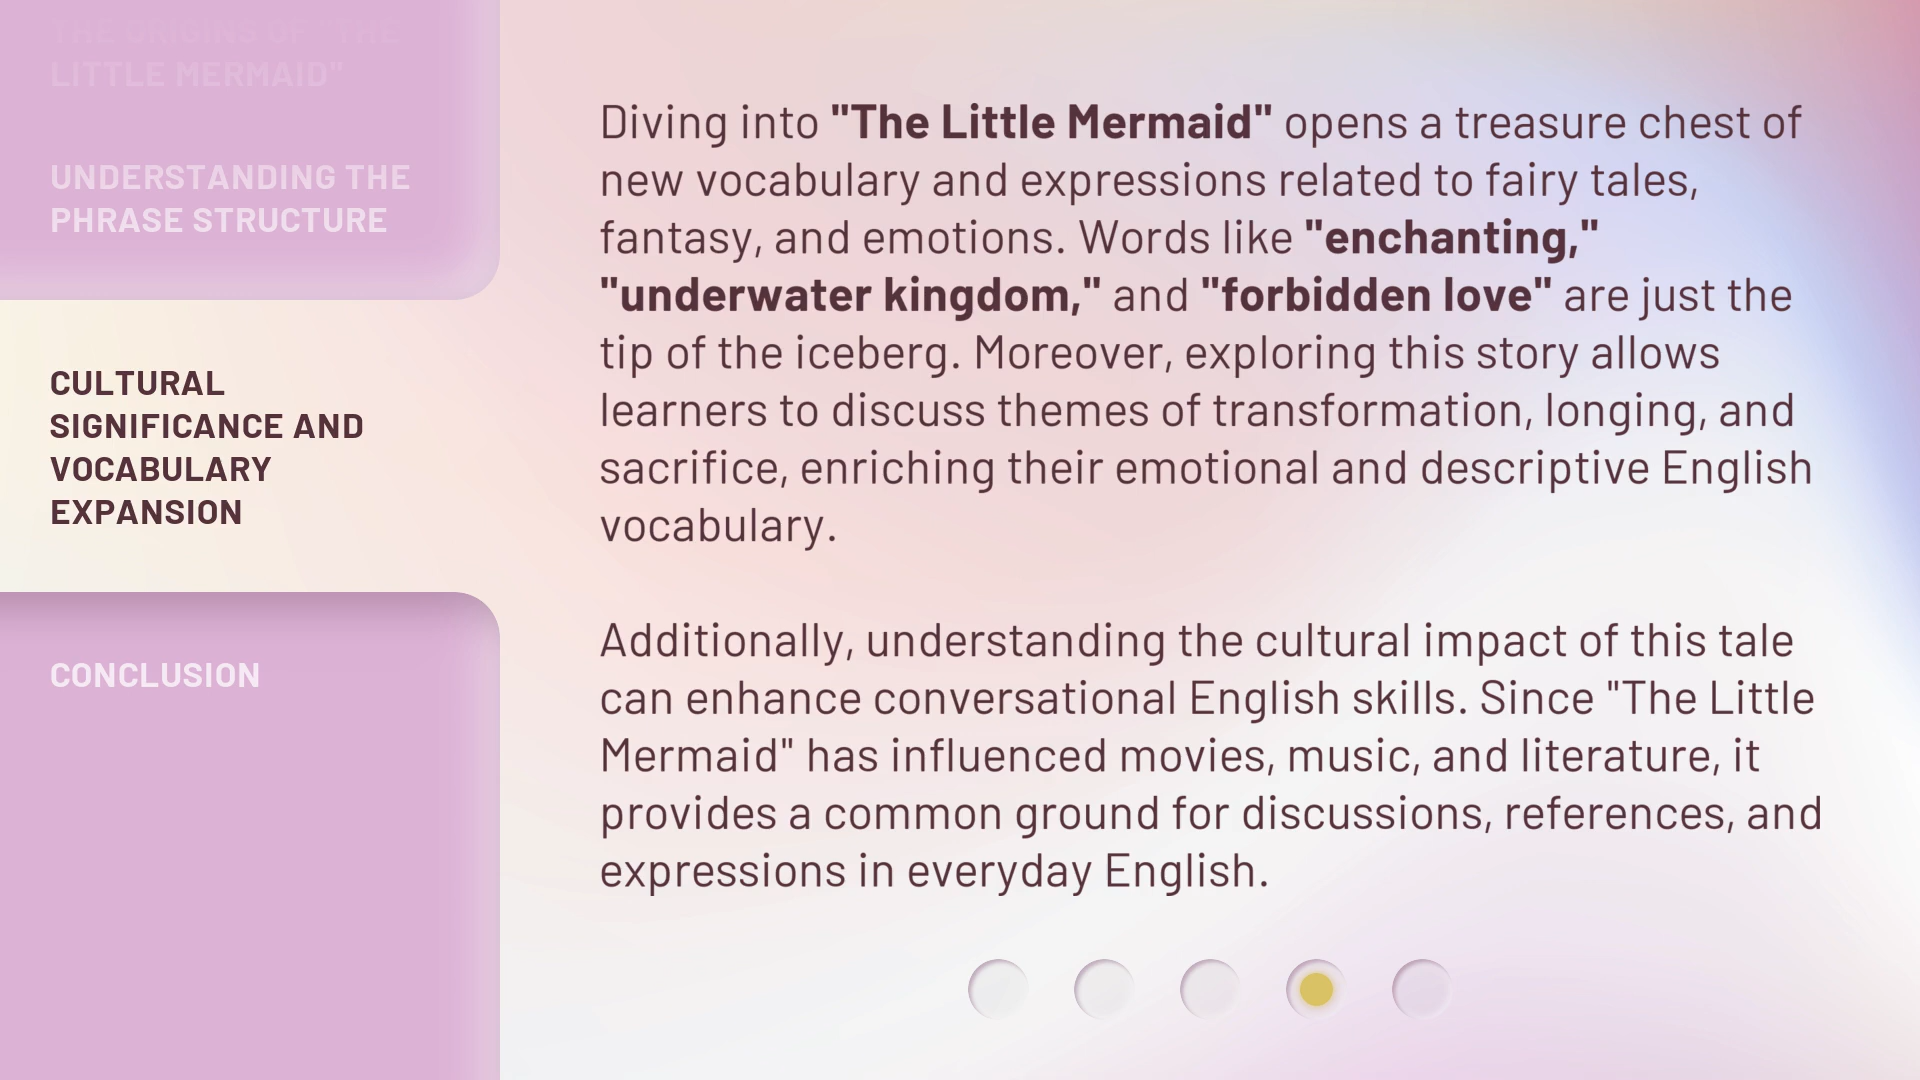 THE ORIGINS OF "THE
LITTLE MERMAID"
UNDERSTANDING THE
PHRASE STRUCTURE
CULTURAL
SIGNIFICANCE AND
VOCABULARY
EXPANSION
CONCLUSION
Diving into "The Little Mermaid" opens a treasure chest of
new vocabulary and expressions related to fairy tales,
fantasy, and emotions. Words like "enchanting,"
"underwater kingdom," and "forbidden love" are just the
tip of the iceberg. Moreover, exploring this story allows
learners to discuss themes of transformation, longing, and
sacrifice, enriching their emotional and descriptive English
vocabulary.
Additionally, understanding the cultural impact of this tale
can enhance conversational English skills. Since "The Little
Mermaid" has influenced movies, music, and literature, it
provides a common ground for discussions, references, and
expressions in everyday English.